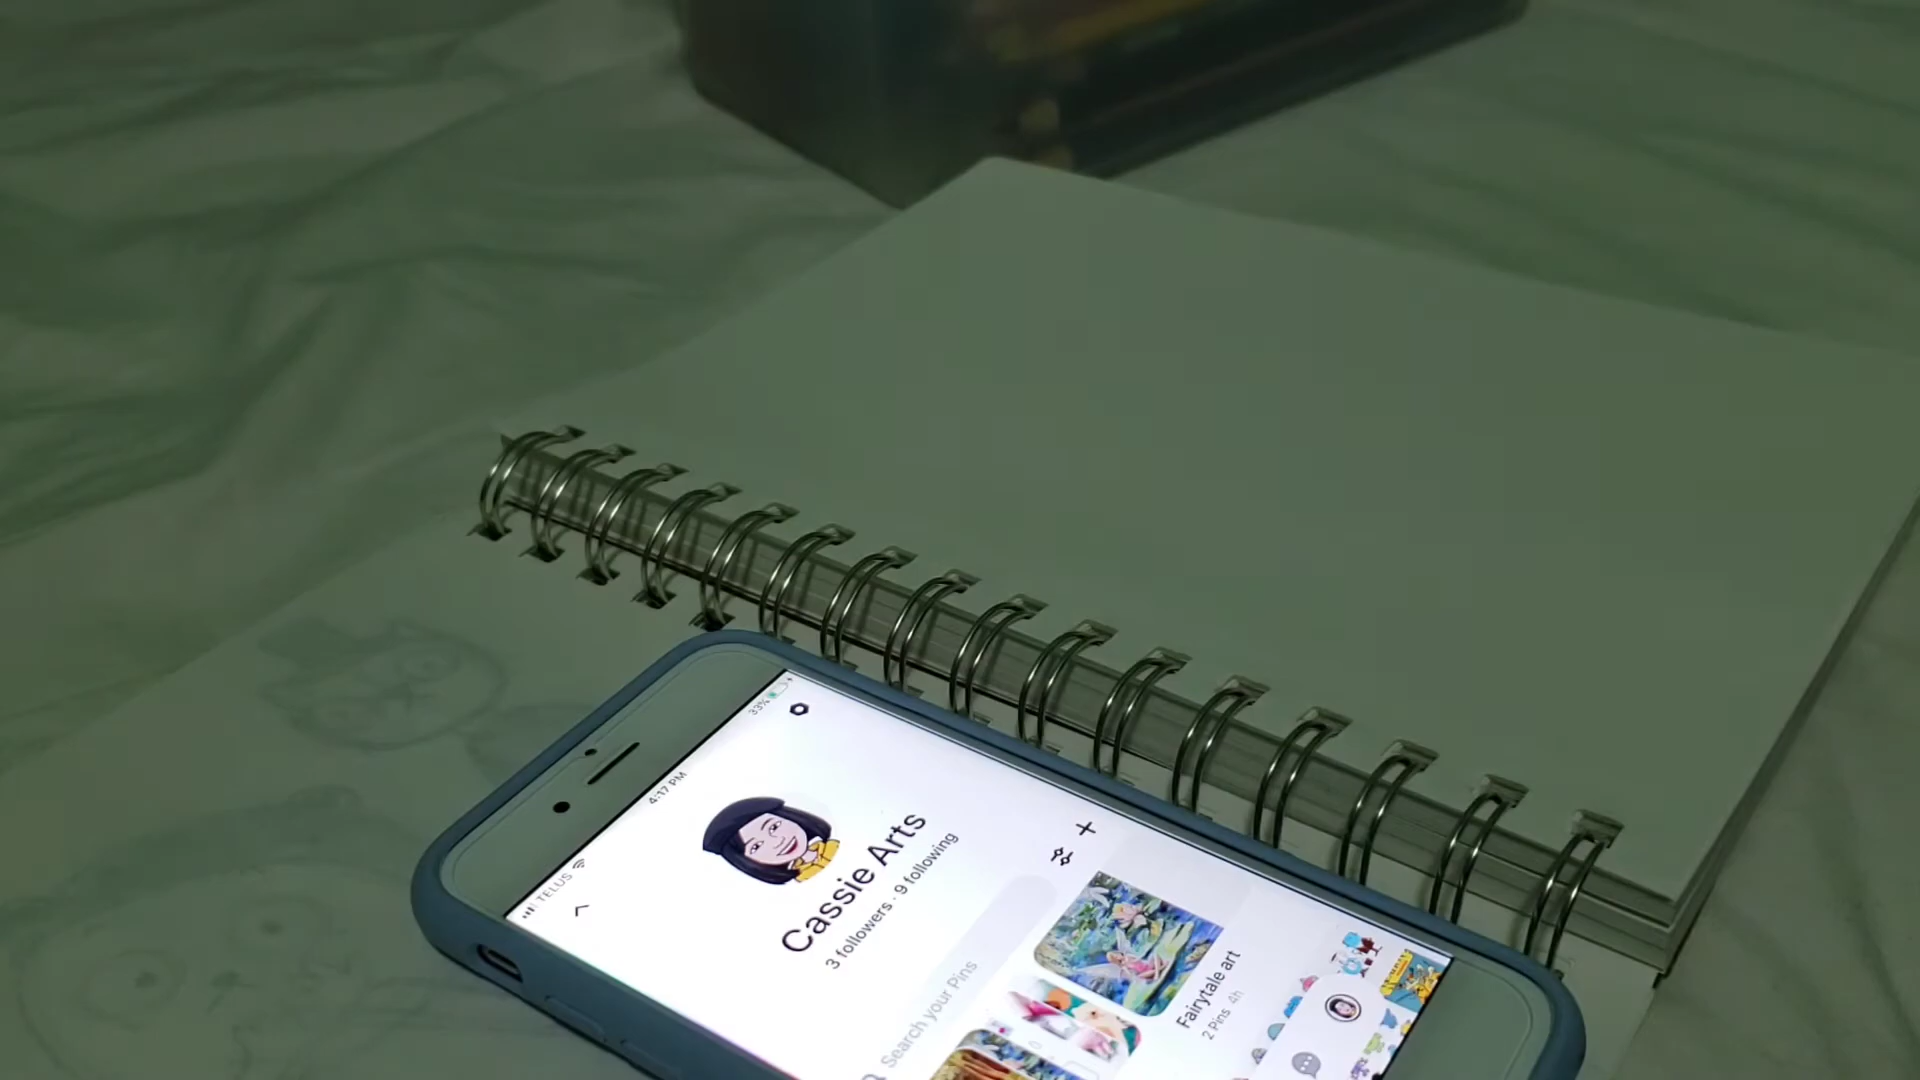 TELUS 4:17 PM 33%
Cassie Arts
3 followers · 9 following
Search your Pins
Fairytale art
2 Pins 4h